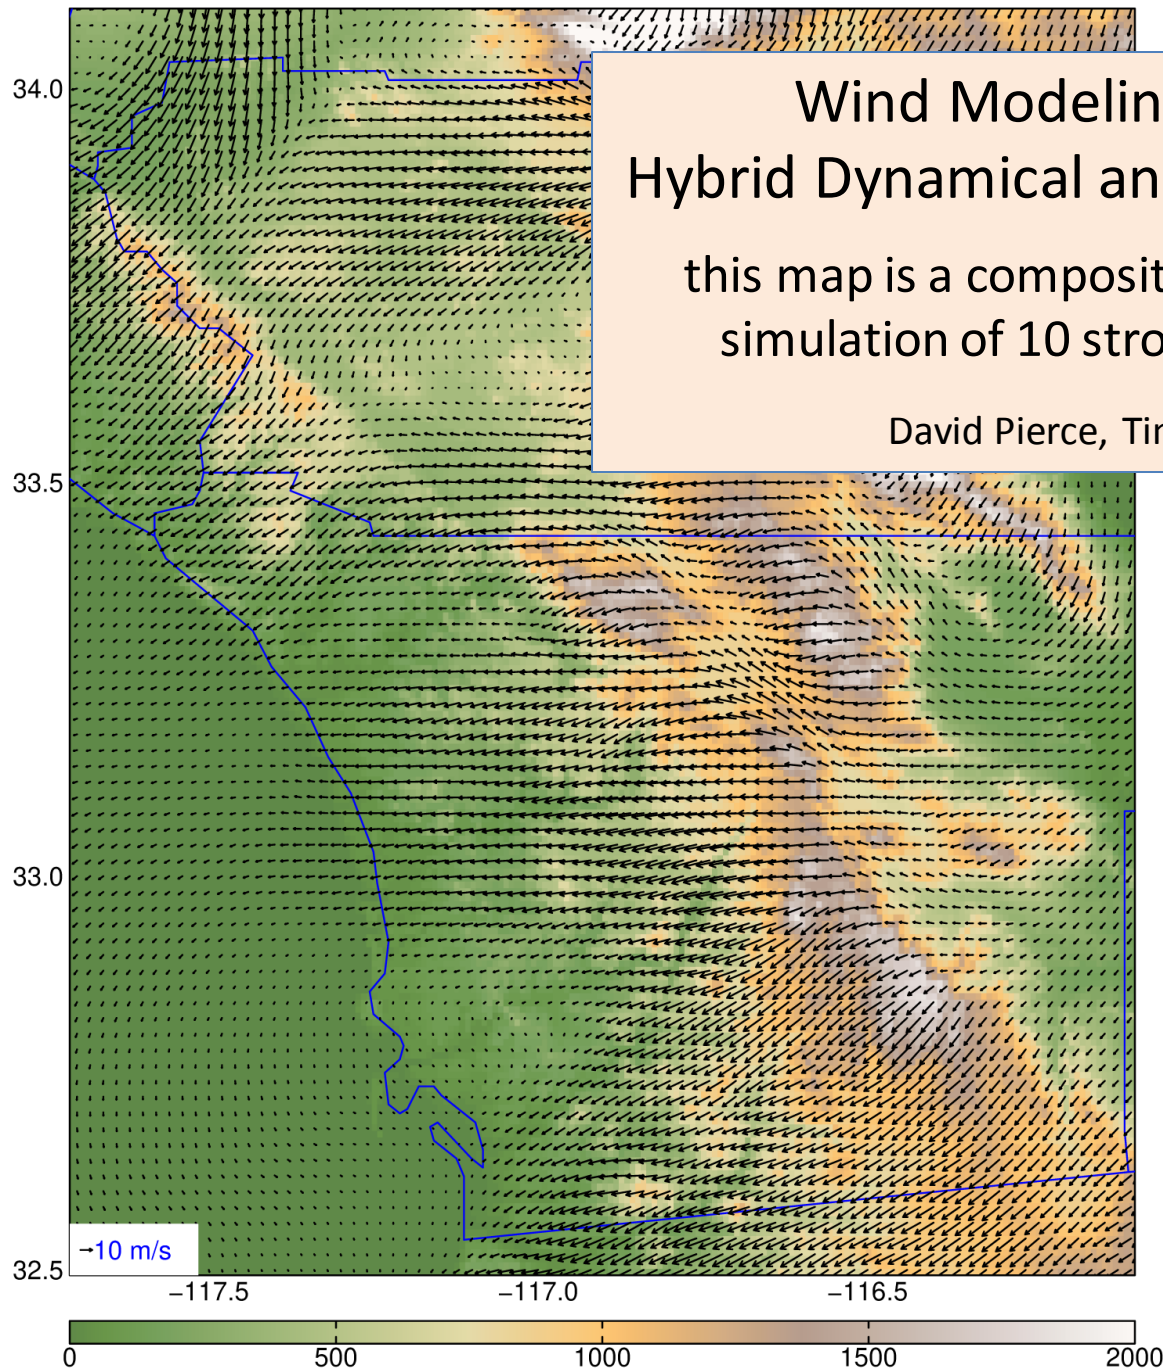 34.0
Wind Modelin
Hybrid Dynamical an
this map is a composit
simulation of 10 stro
David Pierce, Tin
33.5
33.0
→10 m/s
32.5
−117.5 −117.0 −116.5
0 500 1000 1500 2000